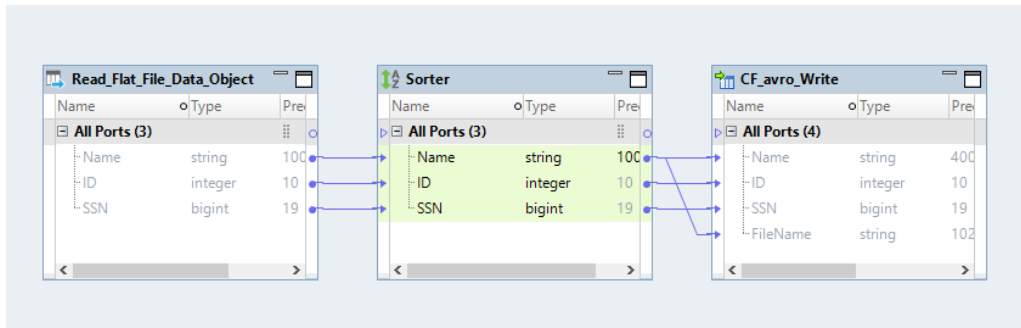 Read_Flat_File_Data_Object
Name Type Pre
All Ports (3)
Name string 100
ID integer 10
SSN bigint 19
Sorter
Name Type Pre
All Ports (3)
Name string 100
ID integer 10
SSN bigint 19
CF_avro_Write
Name Type Pre
All Ports (4)
Name string 400
ID integer 10
SSN bigint 19
FileName string 102